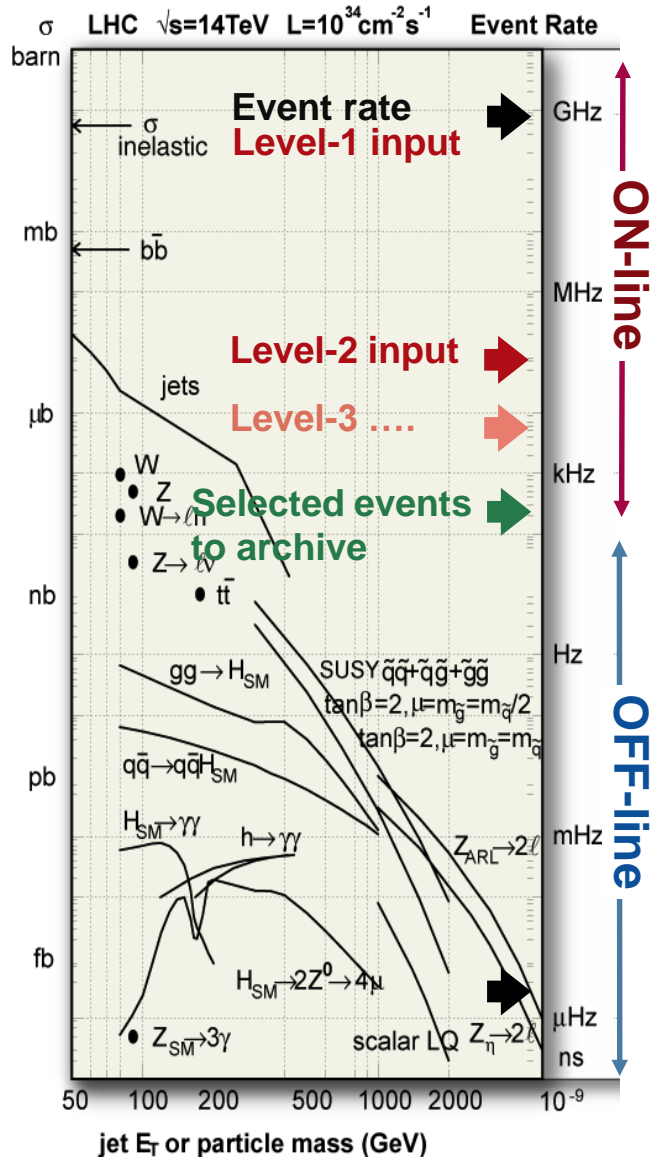 σ LHC √s=14TeV L=10³⁴cm⁻²s⁻¹ Event Rate
barn
Event rate
GHz
σ
inelastic
Level-1 input
ON-line
mb
bb̄
MHz
Level-2 input
jets
μb
Level-3 ....
W
kHz
Z
Selected events
W→ℓn
to archive
Z→ℓν
nb
tt̄
Hz
gg→H_SM
SUSY q̃q̃+q̃g̃+g̃g̃
tanβ=2, μ=m_g̃=m_q̃/2
tanβ=2, μ=m_g̃=m_q̃
OFF-line
qq̄→qq̄H_SM
pb
H_SM→γγ
h→γγ
mHz
Z_ARL→2ℓ
fb
H_SM→2Z⁰→4μ
μHz
Z_SM→3γ
scalar LQ
Z_η→2ℓ
ns
50 100 200 500 1000 2000 10⁻⁹
jet E_T or particle mass (GeV)